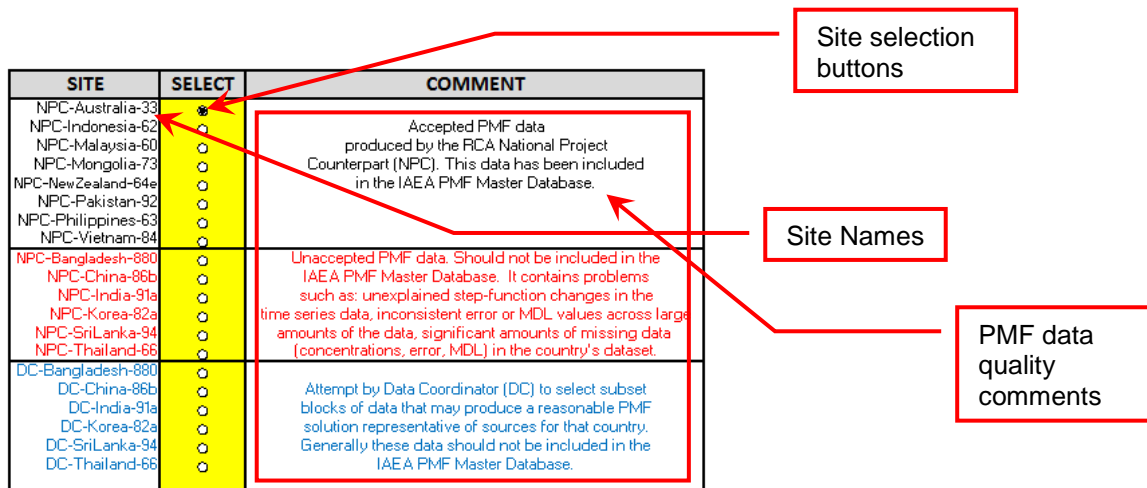 Site selection
buttons
SITE SELECT COMMENT
NPC-Australia-33
NPC-Indonesia-62
NPC-Malaysia-60
NPC-Mongolia-73
NPC-NewZealand-64e
NPC-Pakistan-92
NPC-Philippines-63
NPC-Vietnam-84
Accepted PMF data
produced by the RCA National Project
Counterpart (NPC). This data has been included
in the IAEA PMF Master Database.
Site Names
NPC-Bangladesh-880
NPC-China-86b
NPC-India-91a
NPC-Korea-82a
NPC-SriLanka-94
NPC-Thailand-66
Unaccepted PMF data. Should not be included in the
IAEA PMF Master Database. It contains problems
such as: unexplained step-function changes in the
time series data, inconsistent error or MDL values across large
amounts of the data, significant amounts of missing data
(concentrations, error, MDL) in the country's dataset.
PMF data
quality
comments
DC-Bangladesh-880
DC-China-86b
DC-India-91a
DC-Korea-82a
DC-SriLanka-94
DC-Thailand-66
Attempt by Data Coordinator (DC) to select subset
blocks of data that may produce a reasonable PMF
solution representative of sources for that country.
Generally these data should not be included in the
IAEA PMF Master Database.